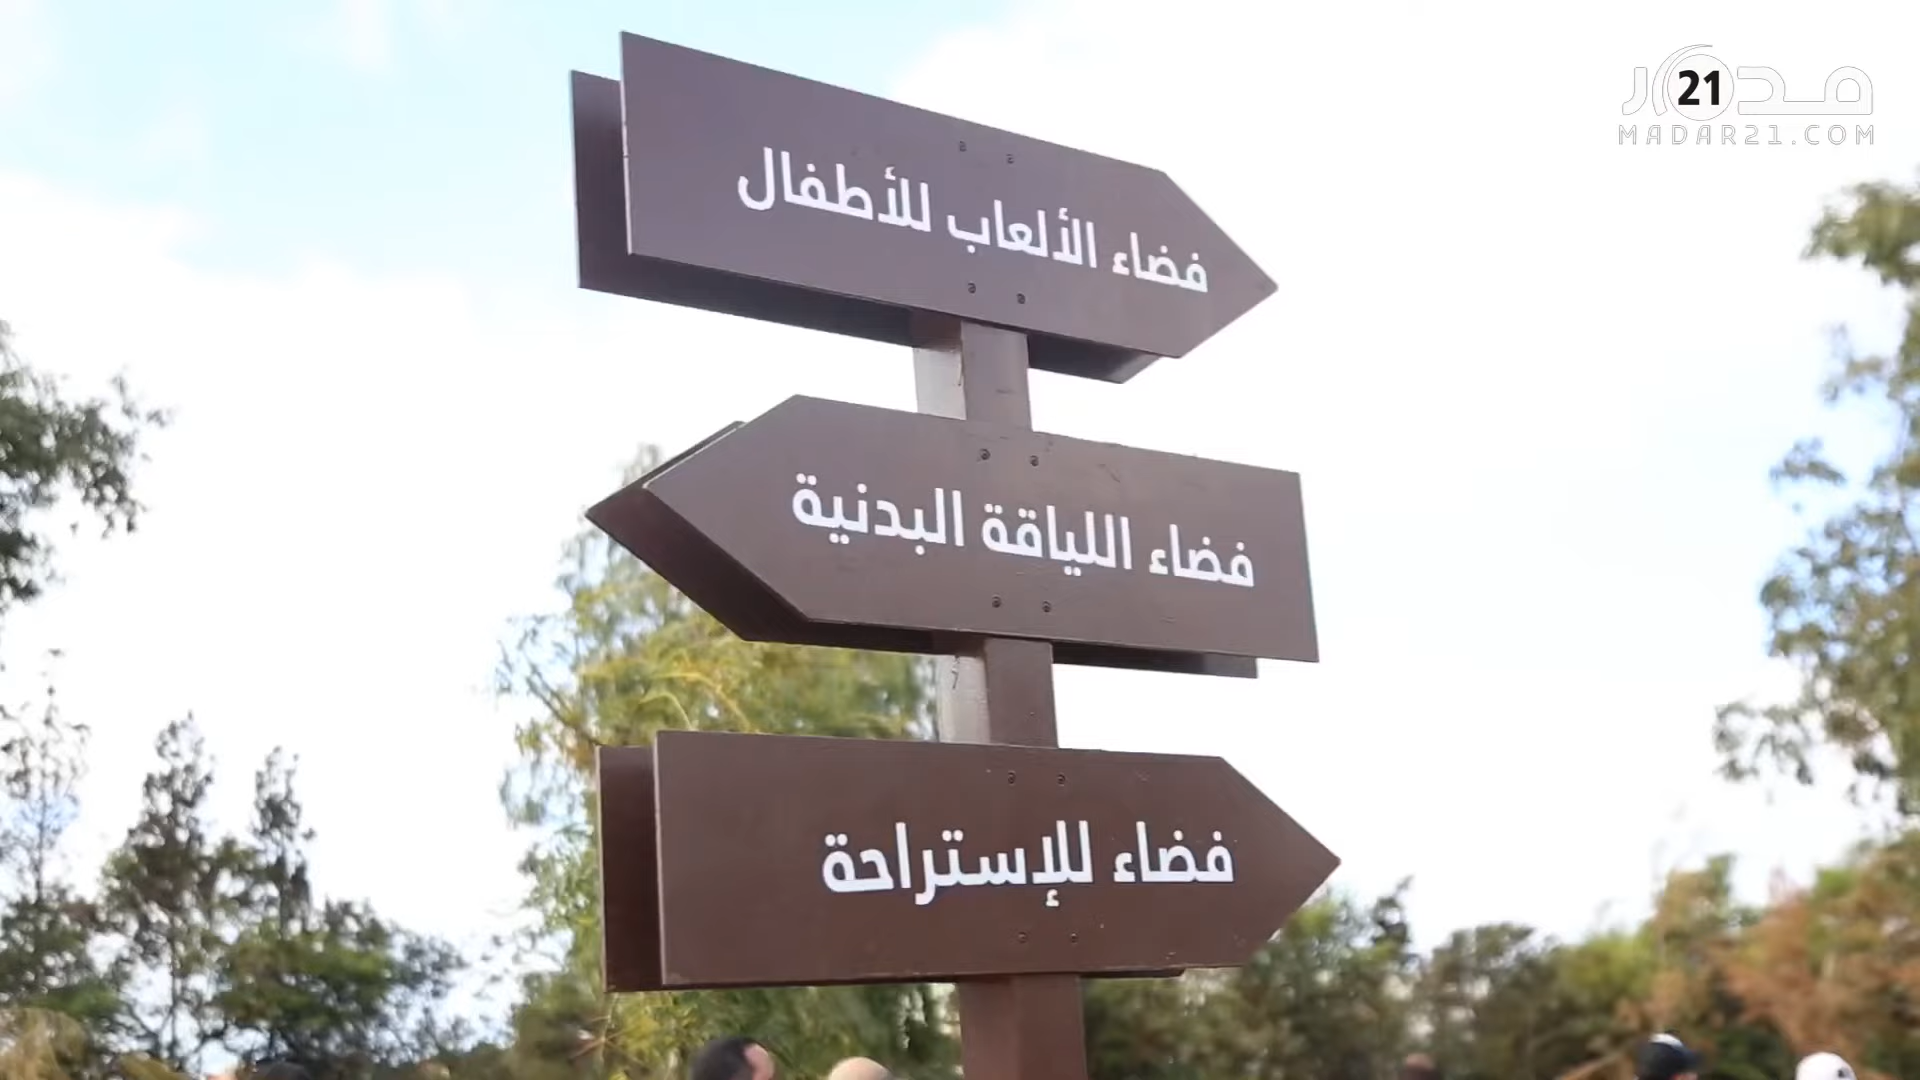 مدار 21
MADAR21.COM
فضاء الألعاب للأطفال
فضاء اللياقة البدنية
فضاء للإستراحة